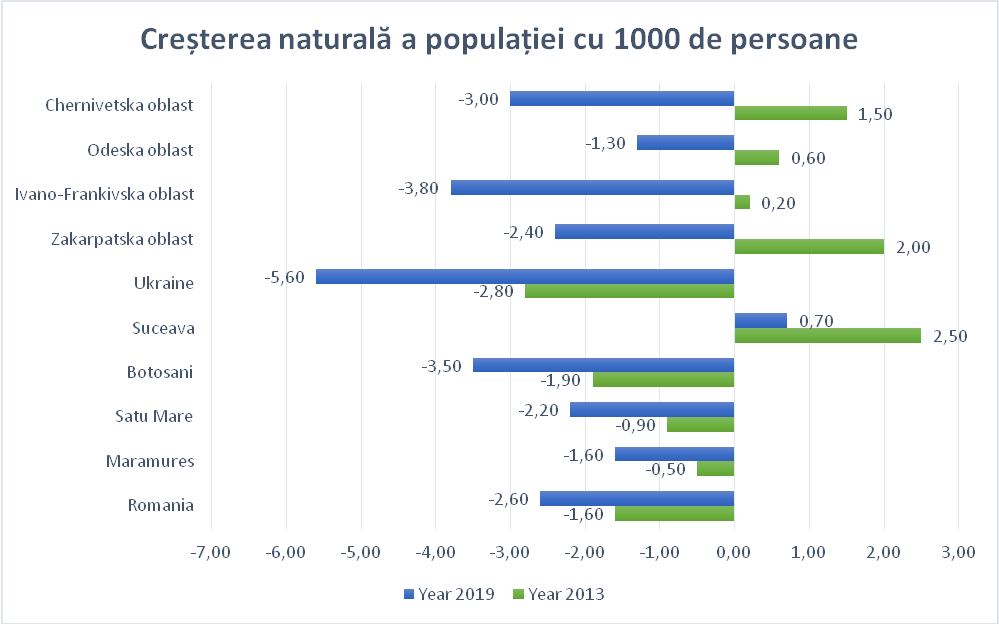 Creșterea naturală a populației cu 1000 de persoane
Chernivetska oblast
-3,00
1,50
Odeska oblast
-1,30
0,60
Ivano-Frankivska oblast
-3,80
0,20
Zakarpatska oblast
-2,40
2,00
Ukraine
-5,60
-2,80
Suceava
0,70
2,50
Botosani
-3,50
-1,90
Satu Mare
-2,20
-0,90
Maramures
-1,60
-0,50
Romania
-2,60
-1,60
-7,00 -6,00 -5,00 -4,00 -3,00 -2,00 -1,00 0,00 1,00 2,00 3,00
Year 2019 Year 2013